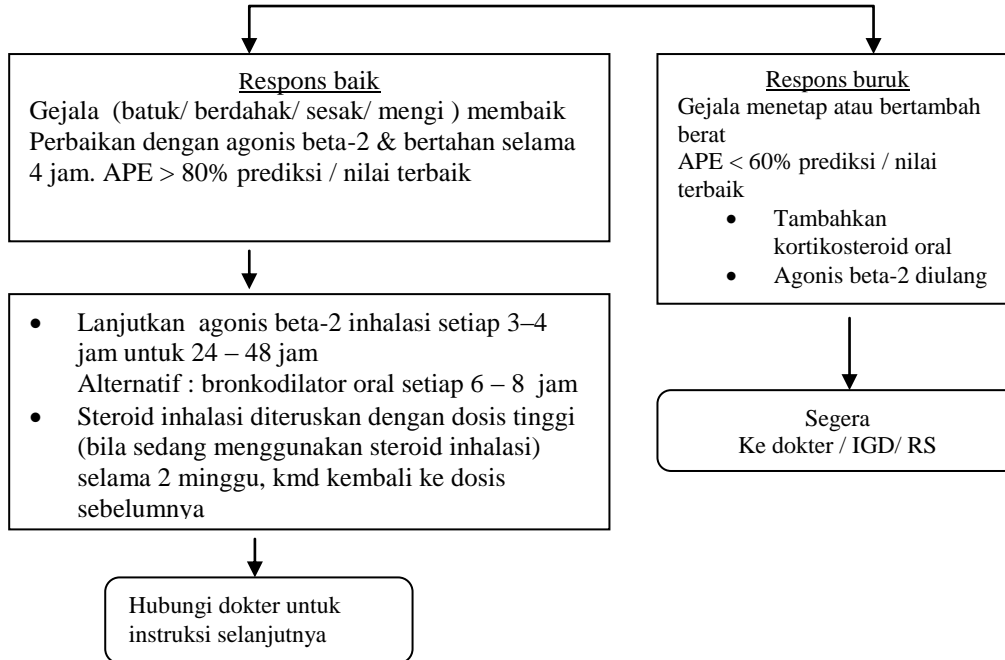 Respons baik
Gejala (batuk/ berdahak/ sesak/ mengi ) membaik
Perbaikan dengan agonis beta-2 & bertahan selama
4 jam. APE > 80% prediksi / nilai terbaik
Respons buruk
Gejala menetap atau bertambah
berat
APE < 60% prediksi / nilai
terbaik
• Tambahkan
kortikosteroid oral
• Agonis beta-2 diulang
• Lanjutkan agonis beta-2 inhalasi setiap 3–4
jam untuk 24 – 48 jam
Alternatif : bronkodilator oral setiap 6 – 8 jam
• Steroid inhalasi diteruskan dengan dosis tinggi
(bila sedang menggunakan steroid inhalasi)
selama 2 minggu, kmd kembali ke dosis
sebelumnya
Segera
Ke dokter / IGD/ RS
Hubungi dokter untuk
instruksi selanjutnya